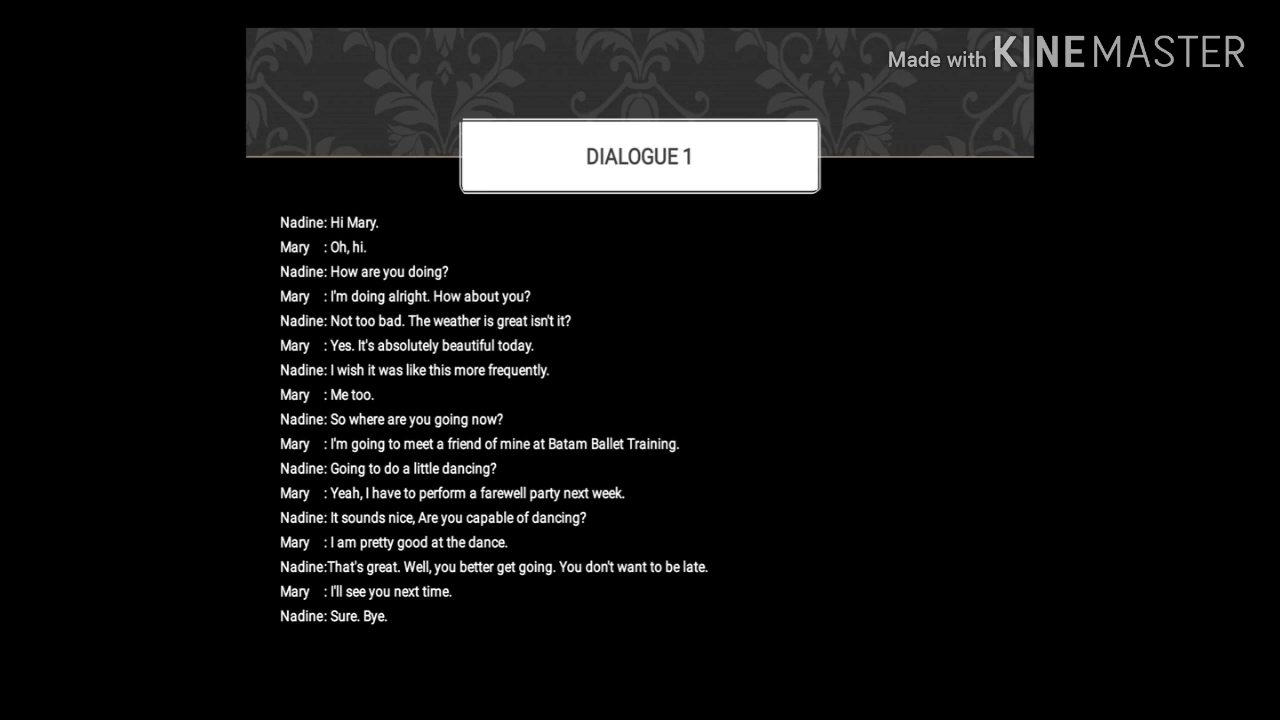 Made with KINEMASTER
DIALOGUE 1
Nadine: Hi Mary.
Mary : Oh, hi.
Nadine: How are you doing?
Mary : I'm doing alright. How about you?
Nadine: Not too bad. The weather is great isn't it?
Mary : Yes. It's absolutely beautiful today.
Nadine: I wish it was like this more frequently.
Mary : Me too.
Nadine: So where are you going now?
Mary : I'm going to meet a friend of mine at Batam Ballet Training.
Nadine: Going to do a little dancing?
Mary : Yeah, I have to perform a farewell party next week.
Nadine: It sounds nice, Are you capable of dancing?
Mary : I am pretty good at the dance.
Nadine:That's great. Well, you better get going. You don't want to be late.
Mary : I'll see you next time.
Nadine: Sure. Bye.